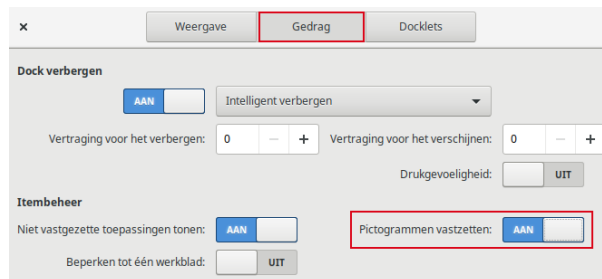 × Weergave Gedrag Docklets
Dock verbergen
AAN Intelligent verbergen
Vertraging voor het verbergen: 0 − + Vertraging voor het verschijnen: 0 − +
Drukgevoeligheid: UIT
Itembeheer
Niet vastgezette toepassingen tonen: AAN Pictogrammen vastzetten: AAN
Beperken tot één werkblad: UIT